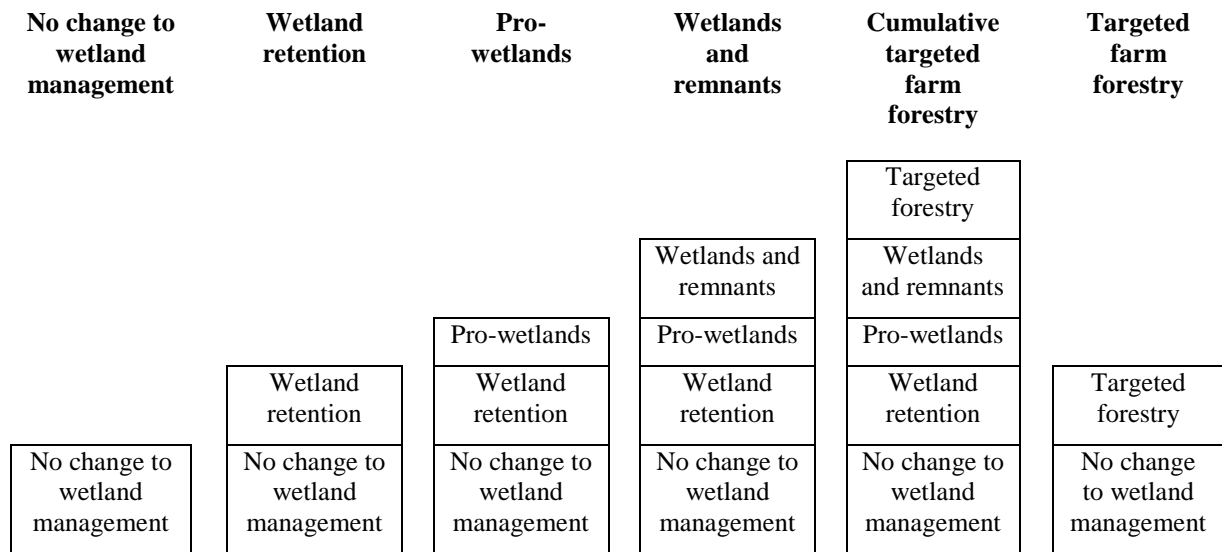 No change to
wetland
management
Wetland
retention
Pro-
wetlands
Wetlands
and
remnants
Cumulative
targeted
farm
forestry
Targeted
farm
forestry
Targeted
forestry
Wetlands and
remnants
Wetlands
and remnants
Pro-wetlands
Pro-wetlands
Pro-wetlands
Wetland
retention
Wetland
retention
Wetland
retention
Wetland
retention
Targeted
forestry
No change to
wetland
management
No change to
wetland
management
No change to
wetland
management
No change to
wetland
management
No change to
wetland
management
No change
to wetland
management